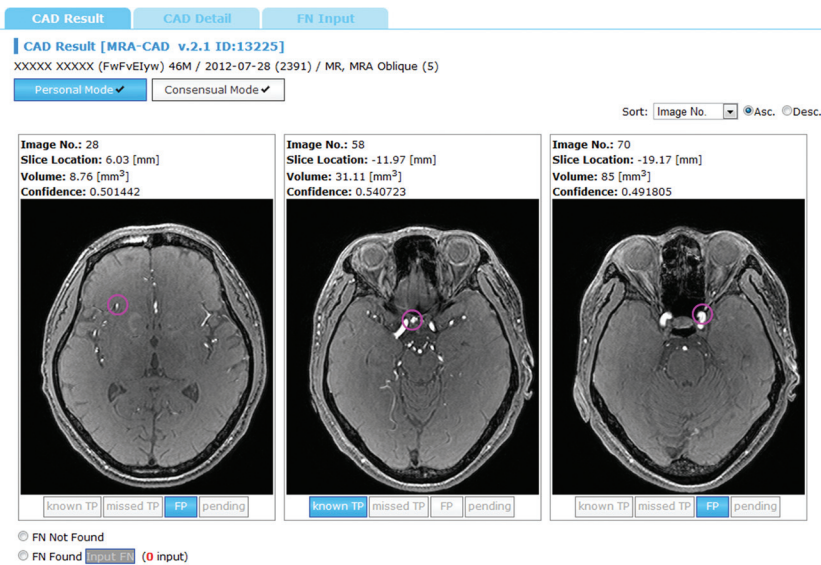 CAD Result CAD Detail FN Input
CAD Result [MRA-CAD v.2.1 ID:13225]
XXXXX XXXXX (FwFvEIyw) 46M / 2012-07-28 (2391) / MR, MRA Oblique (5)
Personal Mode✔ Consensual Mode✔
Sort: Image No. Asc. Desc.
Image No.: 28
Slice Location: 6.03 [mm]
Volume: 8.76 [mm³]
Confidence: 0.501442
known TP missed TP FP pending
Image No.: 58
Slice Location: -11.97 [mm]
Volume: 31.11 [mm³]
Confidence: 0.540723
known TP missed TP FP pending
Image No.: 70
Slice Location: -19.17 [mm]
Volume: 85 [mm³]
Confidence: 0.491805
known TP missed TP FP pending
FN Not Found
FN Found Input FN (0 input)